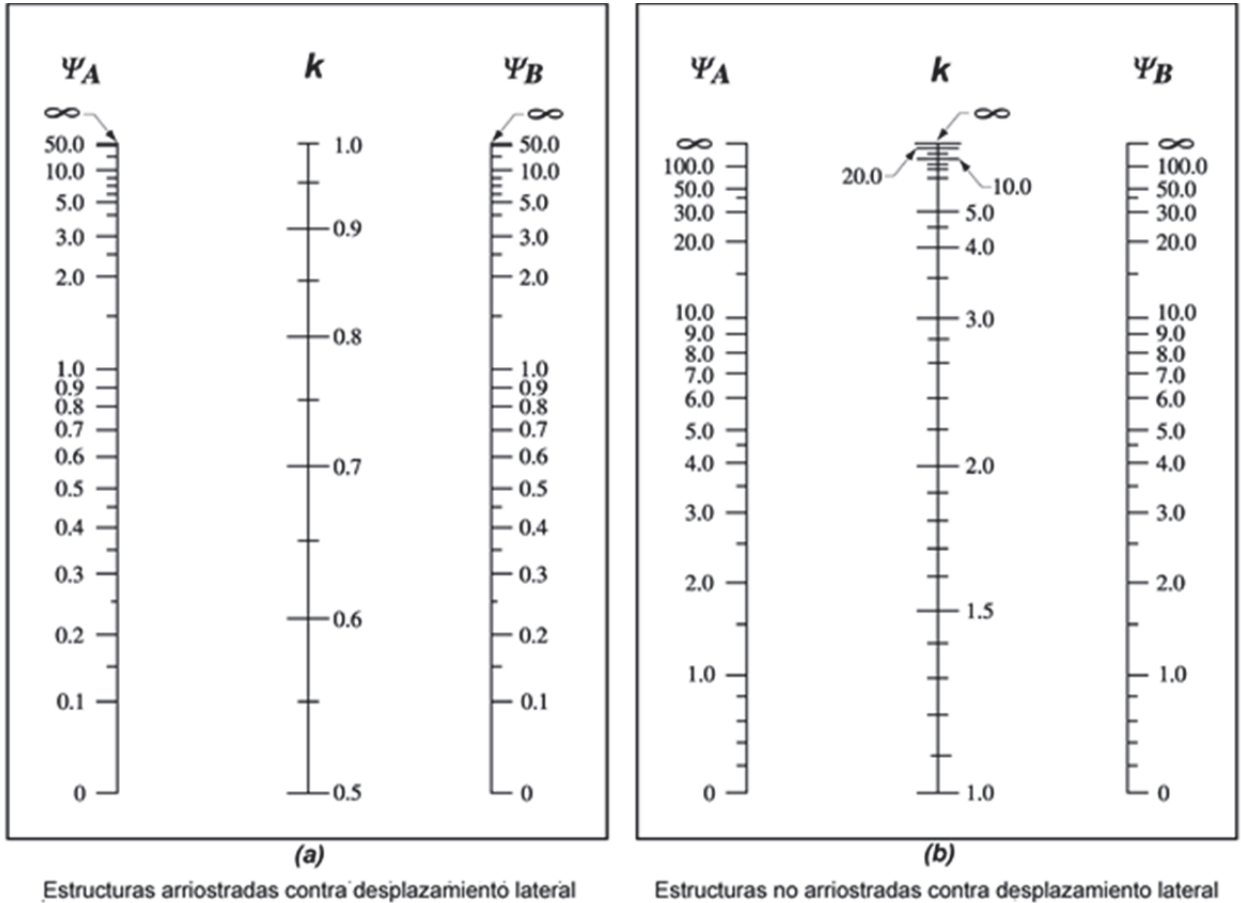 ΨA k ΨB
∞ ∞
50.0 1.0 50.0
10.0 10.0
5.0 5.0
0.9
3.0 3.0
2.0 2.0
0.8
1.0 1.0
0.9 0.9
0.8 0.8
0.7 0.7
0.6 0.6
0.7
0.5 0.5
0.4 0.4
0.3 0.3
0.6
0.2 0.2
0.1 0.1
0 0.5 0
(a)
Estructuras arriostradas contra desplazamiento lateral
ΨA k ΨB
∞
∞ ∞
100.0 100.0
20.0 10.0
50.0 50.0
30.0 5.0 30.0
20.0 4.0 20.0
10.0 3.0 10.0
9.0 9.0
8.0 8.0
7.0 7.0
6.0 6.0
5.0 5.0
4.0 2.0 4.0
3.0 3.0
2.0 2.0
1.5
1.0 1.0
0 1.0 0
(b)
Estructuras no arriostradas contra desplazamiento lateral